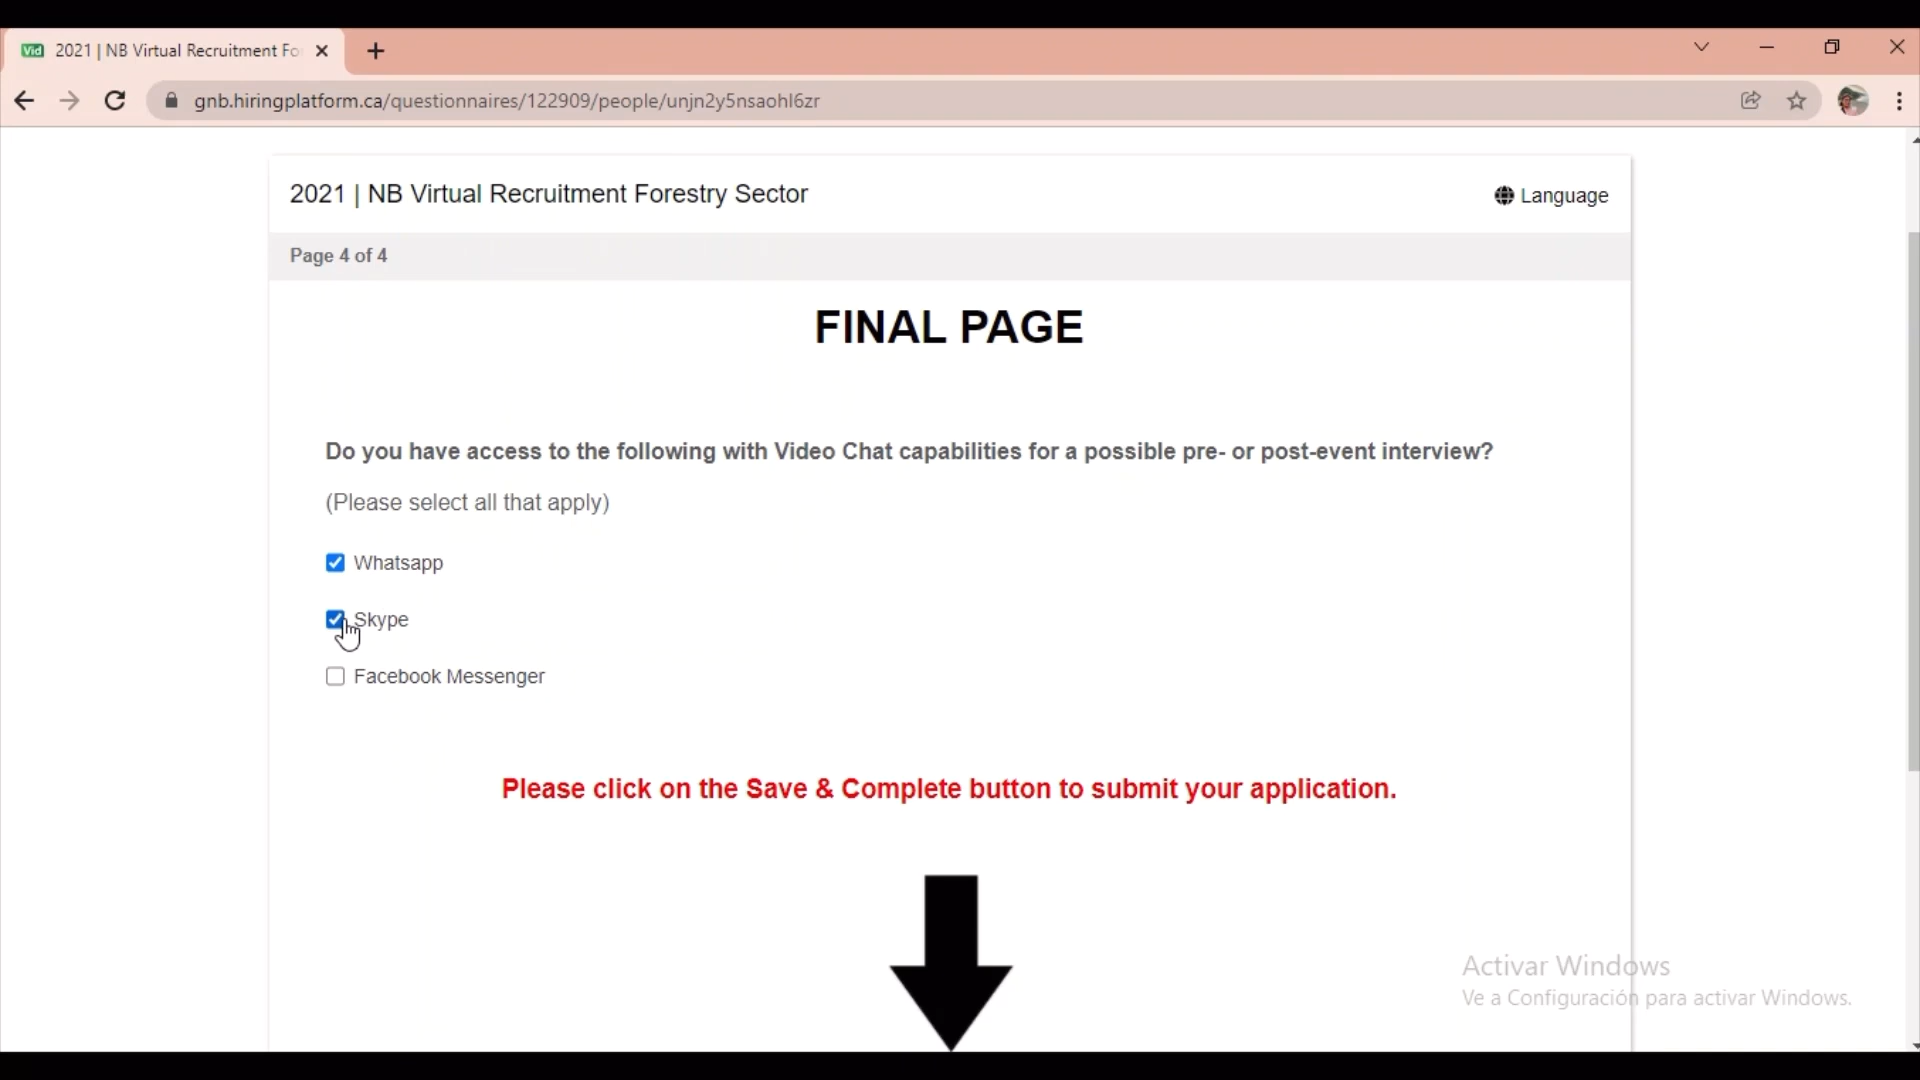 Vid 2021 | NB Virtual Recruitment Fo
gnb.hiringplatform.ca/questionnaires/122909/people/unjn2y5nsaohl6zr
2021 | NB Virtual Recruitment Forestry Sector
Language
Page 4 of 4
FINAL PAGE
Do you have access to the following with Video Chat capabilities for a possible pre- or post-event interview?
(Please select all that apply)
Whatsapp
Skype
Facebook Messenger
Please click on the Save & Complete button to submit your application.
Activar Windows
Ve a Configuración para activar Windows.